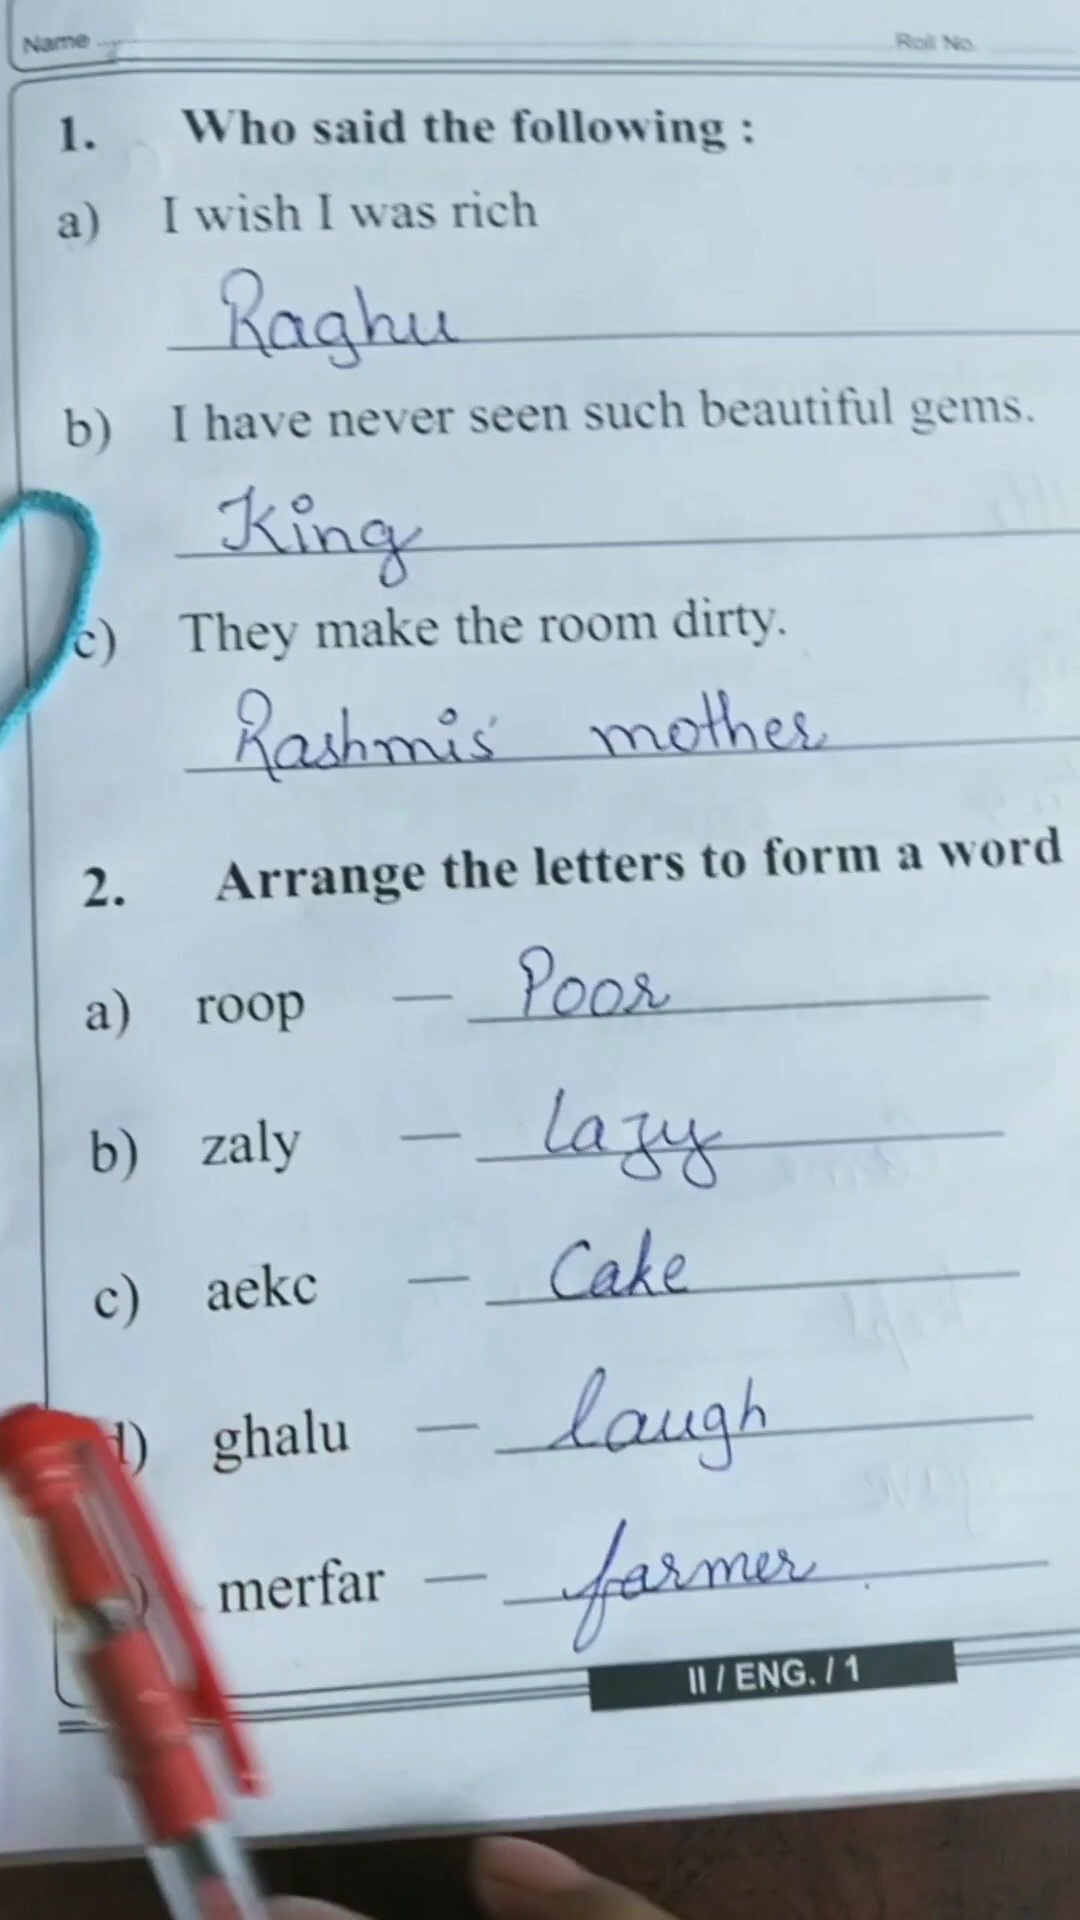 Name Roll No.
1. Who said the following :
a) I wish I was rich
Raghu
b) I have never seen such beautiful gems.
King
c) They make the room dirty.
Rashmis' mother
2. Arrange the letters to form a word
a) roop — Poor
b) zaly — Lazy
c) aekc — Cake
d) ghalu — laugh
merfar — farmer
II / ENG. / 1